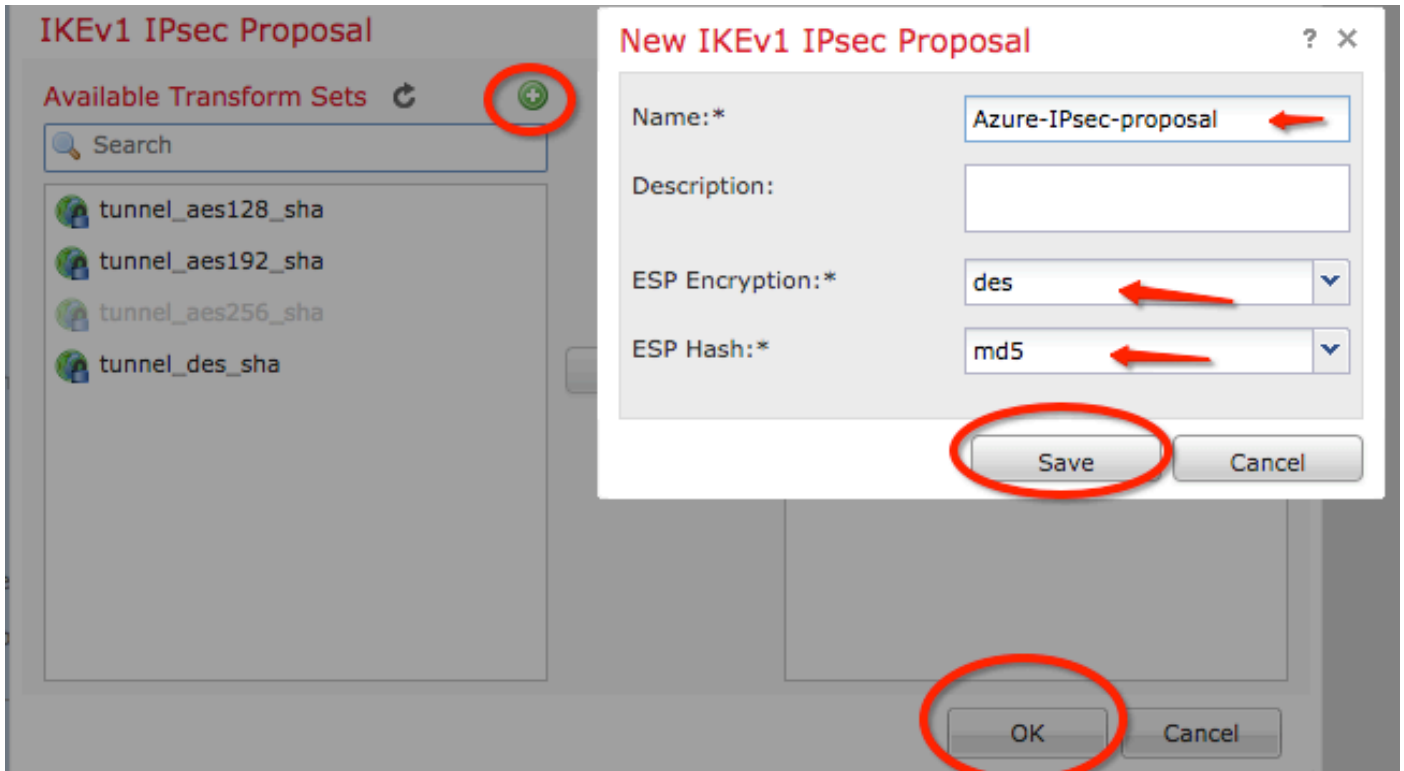 IKEv1 IPsec Proposal
Available Transform Sets
Search
tunnel_aes128_sha
tunnel_aes192_sha
tunnel_aes256_sha
tunnel_des_sha
OK
Cancel
New IKEv1 IPsec Proposal
?
Name:* Azure-IPsec-proposal
Description:
ESP Encryption:* des
ESP Hash:* md5
Save
Cancel